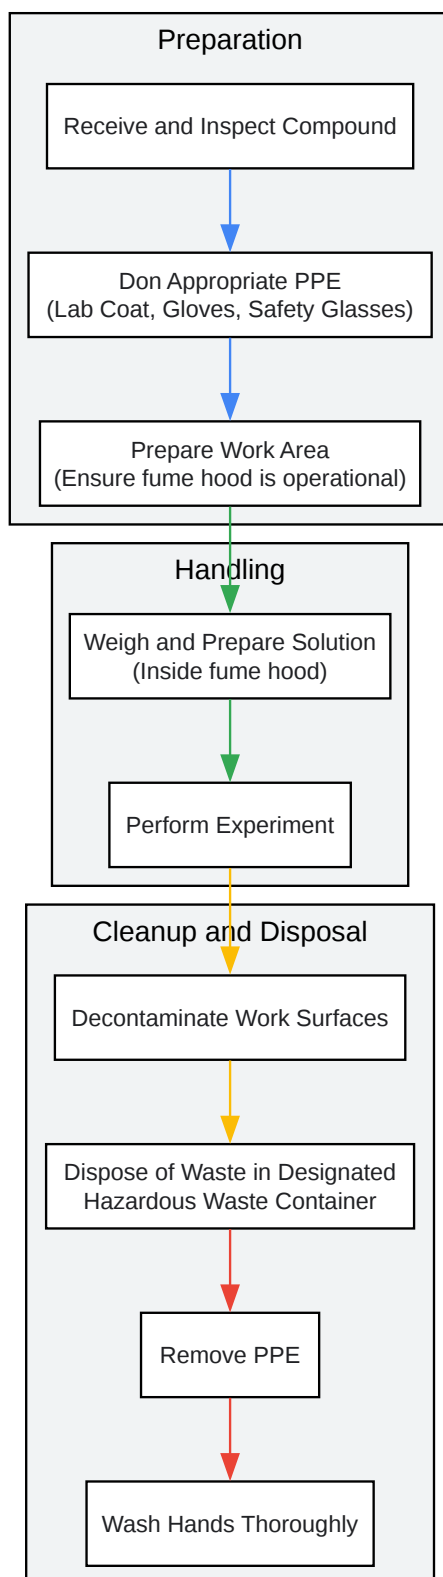 Preparation
Receive and Inspect Compound
Don Appropriate PPE
(Lab Coat, Gloves, Safety Glasses)
Prepare Work Area
(Ensure fume hood is operational)
Handling
Weigh and Prepare Solution
(Inside fume hood)
Perform Experiment
Cleanup and Disposal
Decontaminate Work Surfaces
Dispose of Waste in Designated
Hazardous Waste Container
Remove PPE
Wash Hands Thoroughly